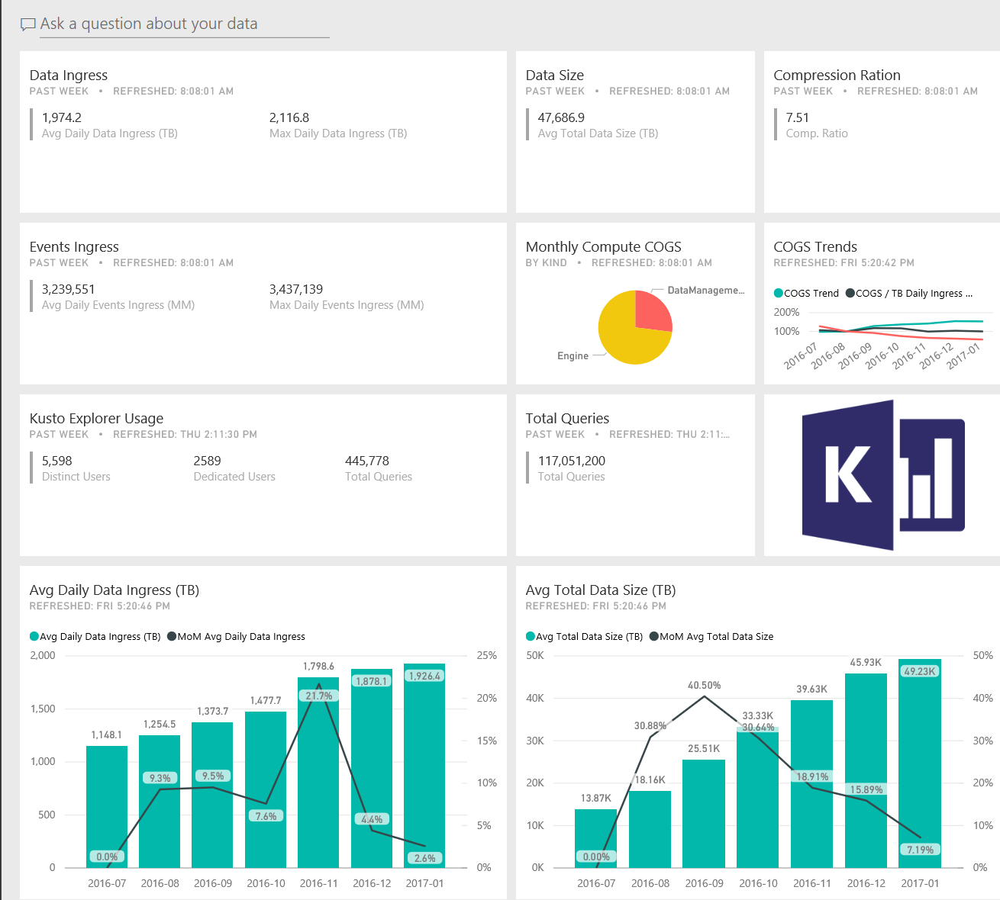 Ask a question about your data
Data Ingress
PAST WEEK • REFRESHED: 8:08:01 AM
1,974.2
Avg Daily Data Ingress (TB)
2,116.8
Max Daily Data Ingress (TB)
Data Size
PAST WEEK • REFRESHED: 8:08:01 AM
47,686.9
Avg Total Data Size (TB)
Compression Ration
PAST WEEK • REFRESHED: 8:08:01 AM
7.51
Comp. Ratio
Events Ingress
PAST WEEK • REFRESHED: 8:08:01 AM
3,239,551
Avg Daily Events Ingress (MM)
3,437,139
Max Daily Events Ingress (MM)
Monthly Compute COGS
BY KIND • REFRESHED: 8:08:01 AM
DataManageme...
Engine
COGS Trends
REFRESHED: FRI 5:20:42 PM
COGS Trend COGS / TB Daily Ingress ...
200%
100%
2016-07 2016-08 2016-09 2016-10 2016-11 2016-12 2017-01
Kusto Explorer Usage
PAST WEEK • REFRESHED: THU 2:11:30 PM
5,598
Distinct Users
2589
Dedicated Users
445,778
Total Queries
Total Queries
PAST WEEK • REFRESHED: THU 2:11:...
117,051,200
Total Queries
K
Avg Daily Data Ingress (TB)
REFRESHED: FRI 5:20:46 PM
Avg Daily Data Ingress (TB) MoM Avg Daily Data Ingress
2,000
1,500
1,000
500
0
1,148.1
1,254.5
1,373.7
1,477.7
1,798.6
1,878.1
1,926.4
0.0%
9.3%
9.5%
7.6%
21.7%
4.4%
2.6%
25%
20%
15%
10%
5%
0%
2016-07 2016-08 2016-09 2016-10 2016-11 2016-12 2017-01
Avg Total Data Size (TB)
REFRESHED: FRI 5:20:46 PM
Avg Total Data Size (TB) MoM Avg Total Data Size
50K
40K
30K
20K
10K
0K
13.87K
18.16K
25.51K
33.33K
39.63K
45.93K
49.23K
0.00%
30.88%
40.50%
30.64%
18.91%
15.89%
7.19%
50%
40%
30%
20%
10%
0%
2016-07 2016-08 2016-09 2016-10 2016-11 2016-12 2017-01